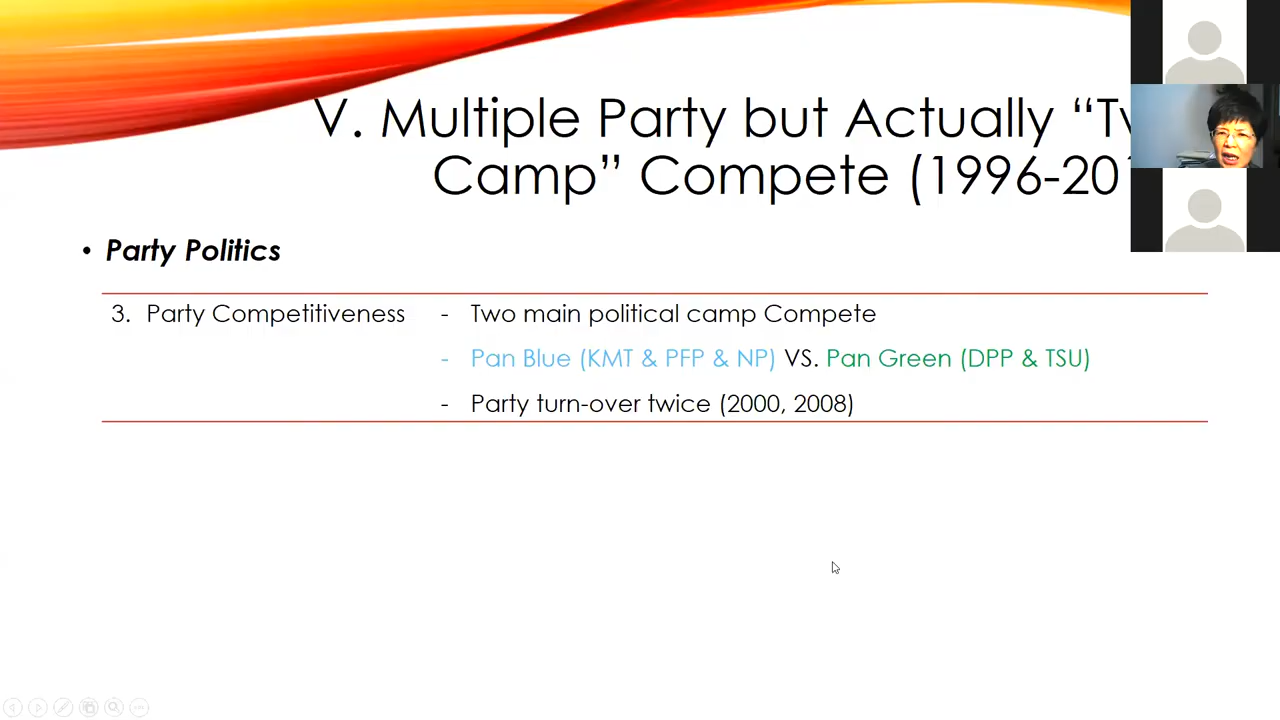 V. Multiple Party but Actually “
Camp” Compete (1996-20
• Party Politics
3. Party Competitiveness - Two main political camp Compete
- Pan Blue (KMT & PFP & NP) VS. Pan Green (DPP & TSU)
- Party turn-over twice (2000, 2008)